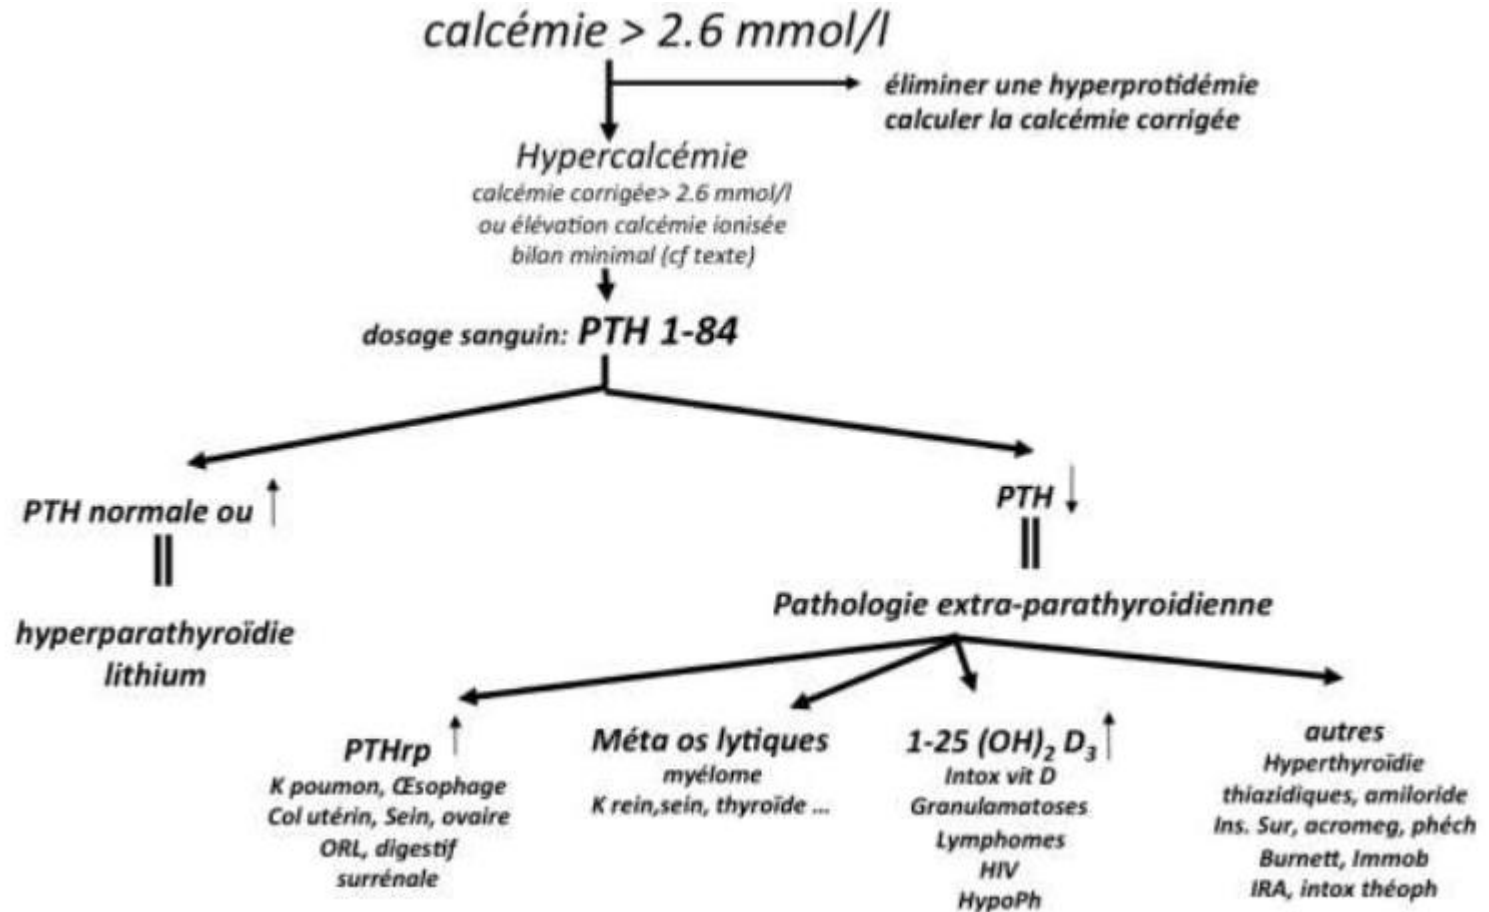 calcémie > 2.6 mmol/l
éliminer une hyperprotidémie
calculer la calcémie corrigée
Hypercalcémie
calcémie corrigée> 2.6 mmol/l
ou élévation calcémie ionisée
bilan minimal (cf texte)
dosage sanguin: PTH 1-84
PTH normale ou ↑
hyperparathyroïdie
lithium
PTH ↓
Pathologie extra-parathyroidienne
PTHrp ↑
K poumon, Œsophage
Col utérin, Sein, ovaire
ORL, digestif
surrénale
Méta os lytiques
myélome
K rein,sein, thyroïde ...
1-25 (OH)₂ D₃ ↑
Intox vit D
Granulamatoses
Lymphomes
HIV
HypoPh
autres
Hyperthyroïdie
thiazidiques, amiloride
Ins. Sur, acromeg, phéch
Burnett, Immob
IRA, intox théoph